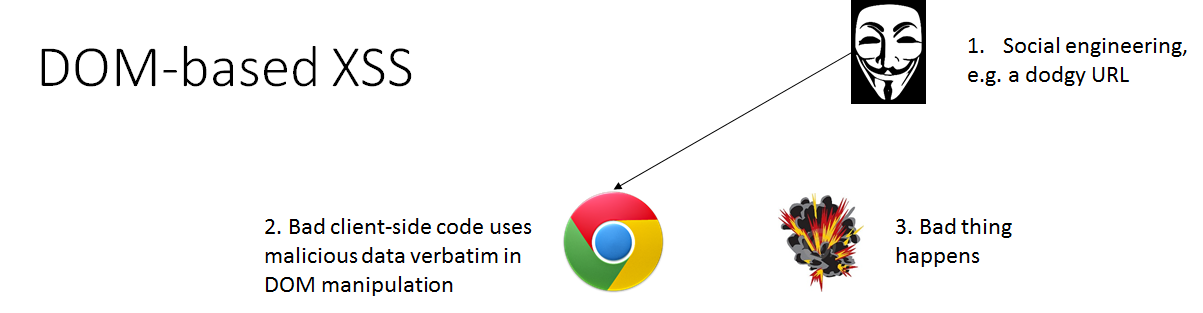 DOM-based XSS
1. Social engineering,
e.g. a dodgy URL
2. Bad client-side code uses
malicious data verbatim in
DOM manipulation
3. Bad thing
happens